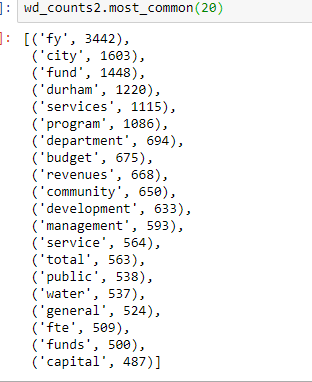 ]: wd_counts2.most_common(20)
]: [('fy', 3442),
('city', 1603),
('fund', 1448),
('durham', 1220),
('services', 1115),
('program', 1086),
('department', 694),
('budget', 675),
('revenues', 668),
('community', 650),
('development', 633),
('management', 593),
('service', 564),
('total', 563),
('public', 538),
('water', 537),
('general', 524),
('fte', 509),
('funds', 500),
('capital', 487)]